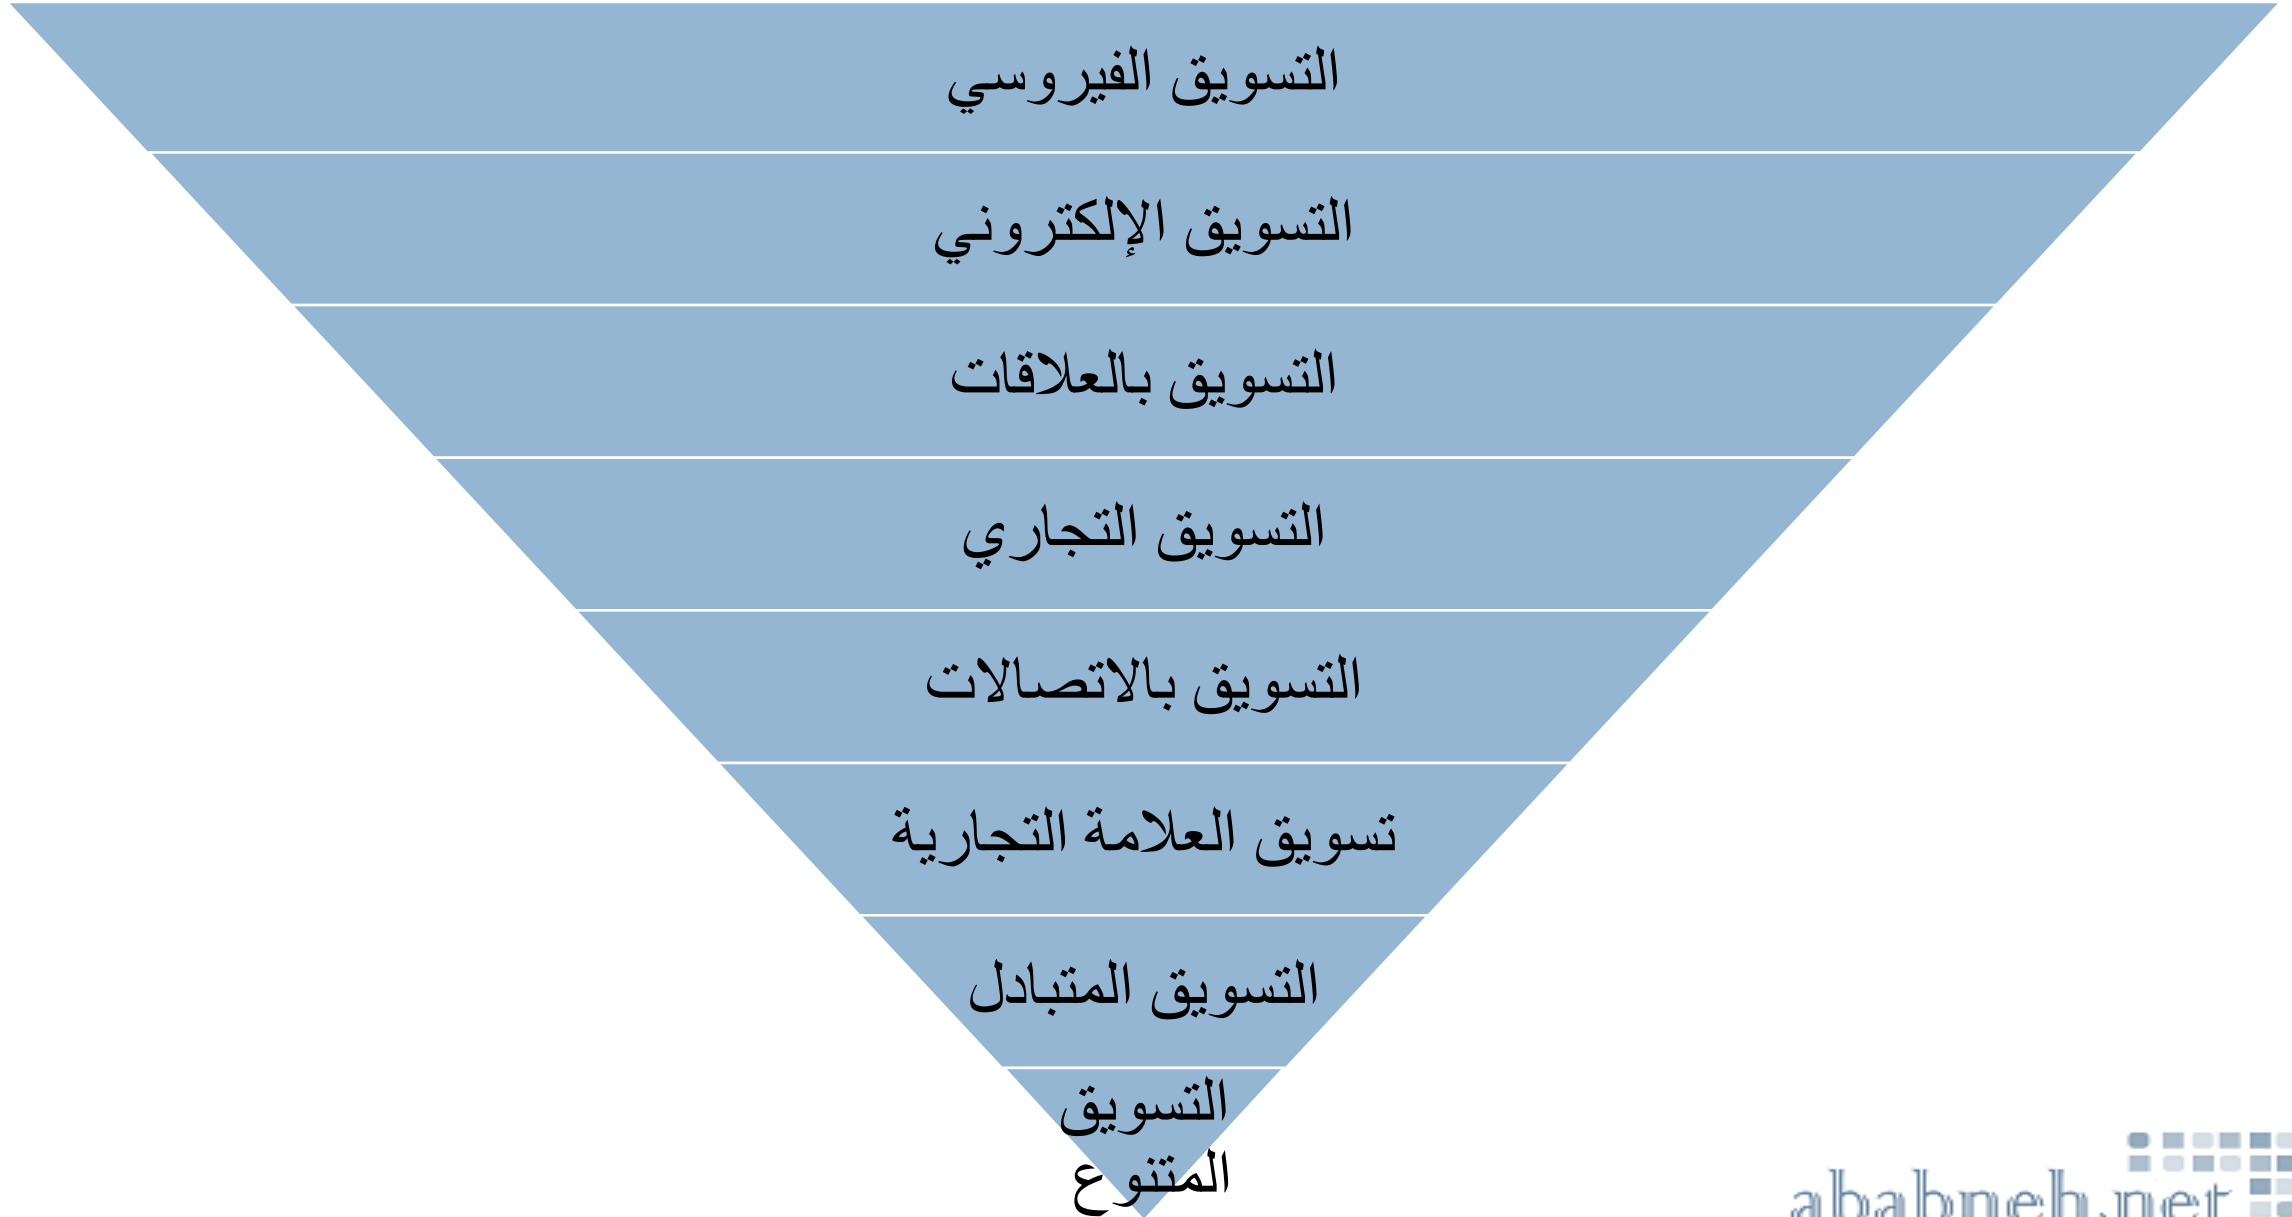 التسويق الفيروسي
التسويق الإلكتروني
التسويق بالعلاقات
التسويق التجاري
التسويق بالاتصالات
تسويق العلامة التجارية
التسويق المتبادل
التسويق
المتنوع
ababneh.net